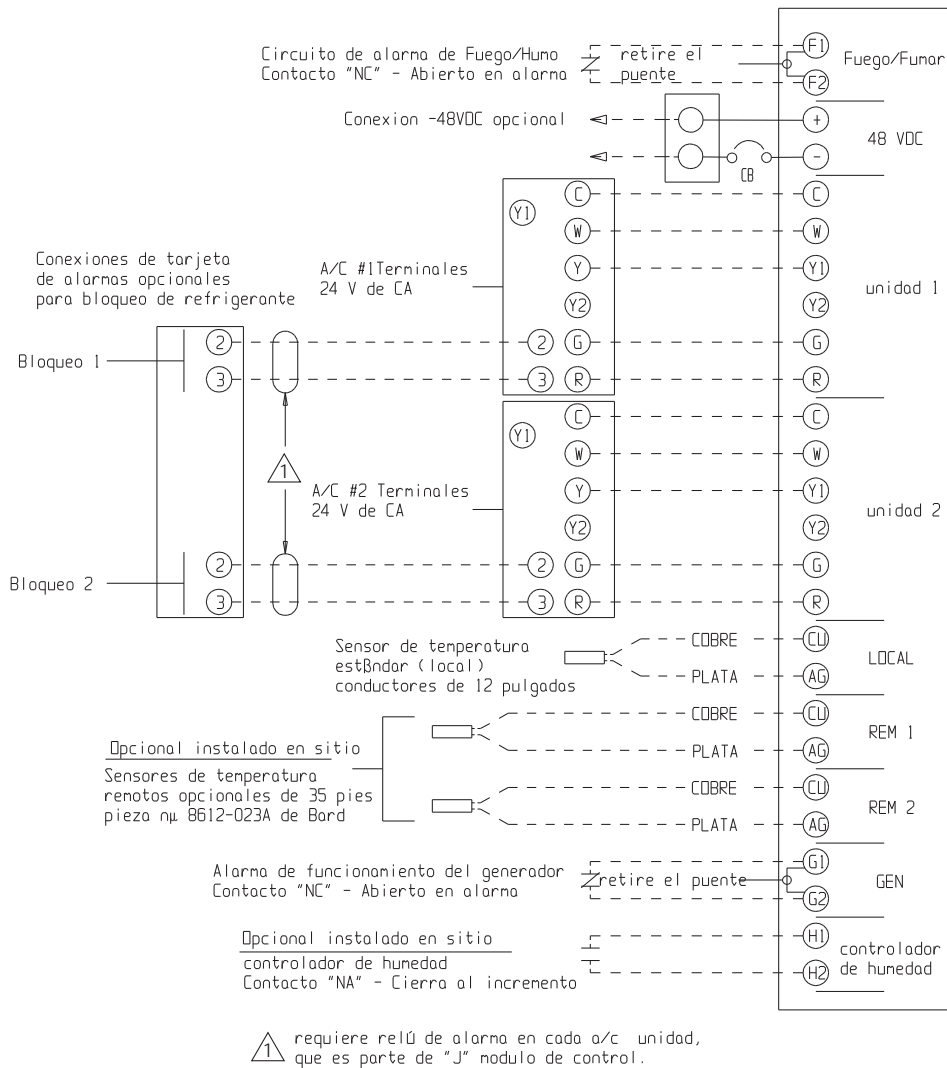 Circuito de alarma de Fuego/Humo
Contacto "NC" - Abierto en alarma
retire el
puente
F1
F2
Fuego/Fumar
Conexion -48VDC opcional
+
-
CB
48 VDC
Conexiones de tarjeta
de alarmas opcionales
para bloqueo de refrigerante
Bloqueo 1
2
3
A/C #1Terminales
24 V de CA
Y1
C
W
Y
Y2
2
G
3
R
C
W
Y1
Y2
G
R
unidad 1
1
Bloqueo 2
2
3
A/C #2 Terminales
24 V de CA
Y1
C
W
Y
Y2
2
G
3
R
C
W
Y1
Y2
G
R
unidad 2
Sensor de temperatura
estßndar (local)
conductores de 12 pulgadas
COBRE
PLATA
CU
AG
LOCAL
Opcional instalado en sitio
Sensores de temperatura
remotos opcionales de 35 pies
pieza nµ 8612-023A de Bard
COBRE
PLATA
CU
AG
REM 1
COBRE
PLATA
CU
AG
REM 2
Alarma de funcionamiento del generador
Contacto "NC" - Abierto en alarma
retire el puente
G1
G2
GEN
Opcional instalado en sitio
controlador de humedad
Contacto "NA" - Cierra al incremento
H1
H2
controlador
de humedad
1
requiere relú de alarma en cada a/c unidad,
que es parte de "J" modulo de control.